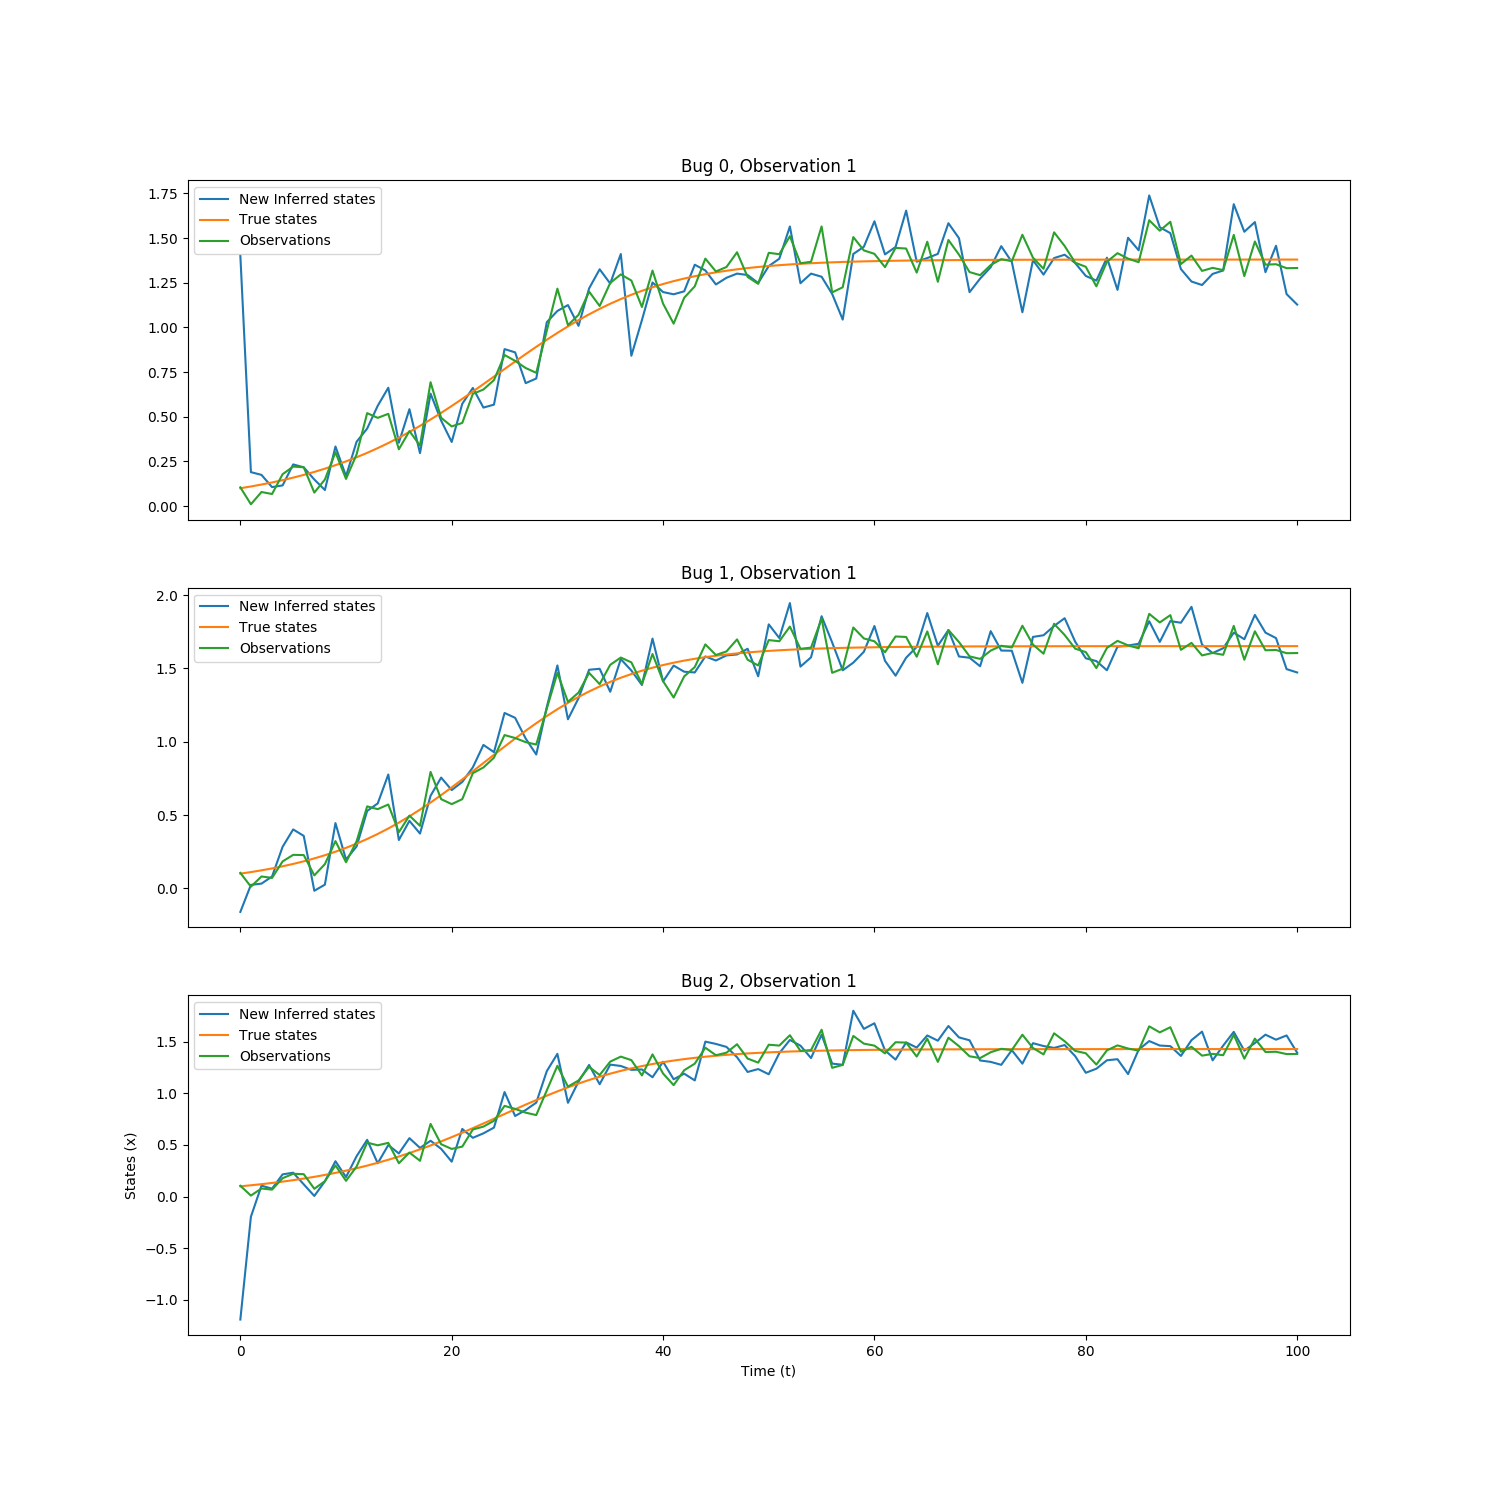 Bug 0, Observation 1
New Inferred states
True states
Observations
1.75
1.50
1.25
1.00
0.75
0.50
0.25
0.00
Bug 1, Observation 1
New Inferred states
True states
Observations
2.0
1.5
1.0
0.5
0.0
Bug 2, Observation 1
New Inferred states
True states
Observations
1.5
1.0
0.5
0.0
−0.5
−1.0
States (x)
0 20 40 60 80 100
Time (t)